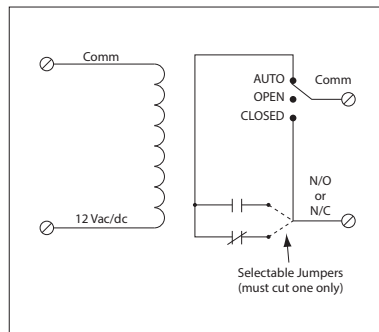 Comm
AUTO
Comm
OPEN
CLOSED
N/O
or
N/C
12 Vac/dc
Selectable Jumpers
(must cut one only)